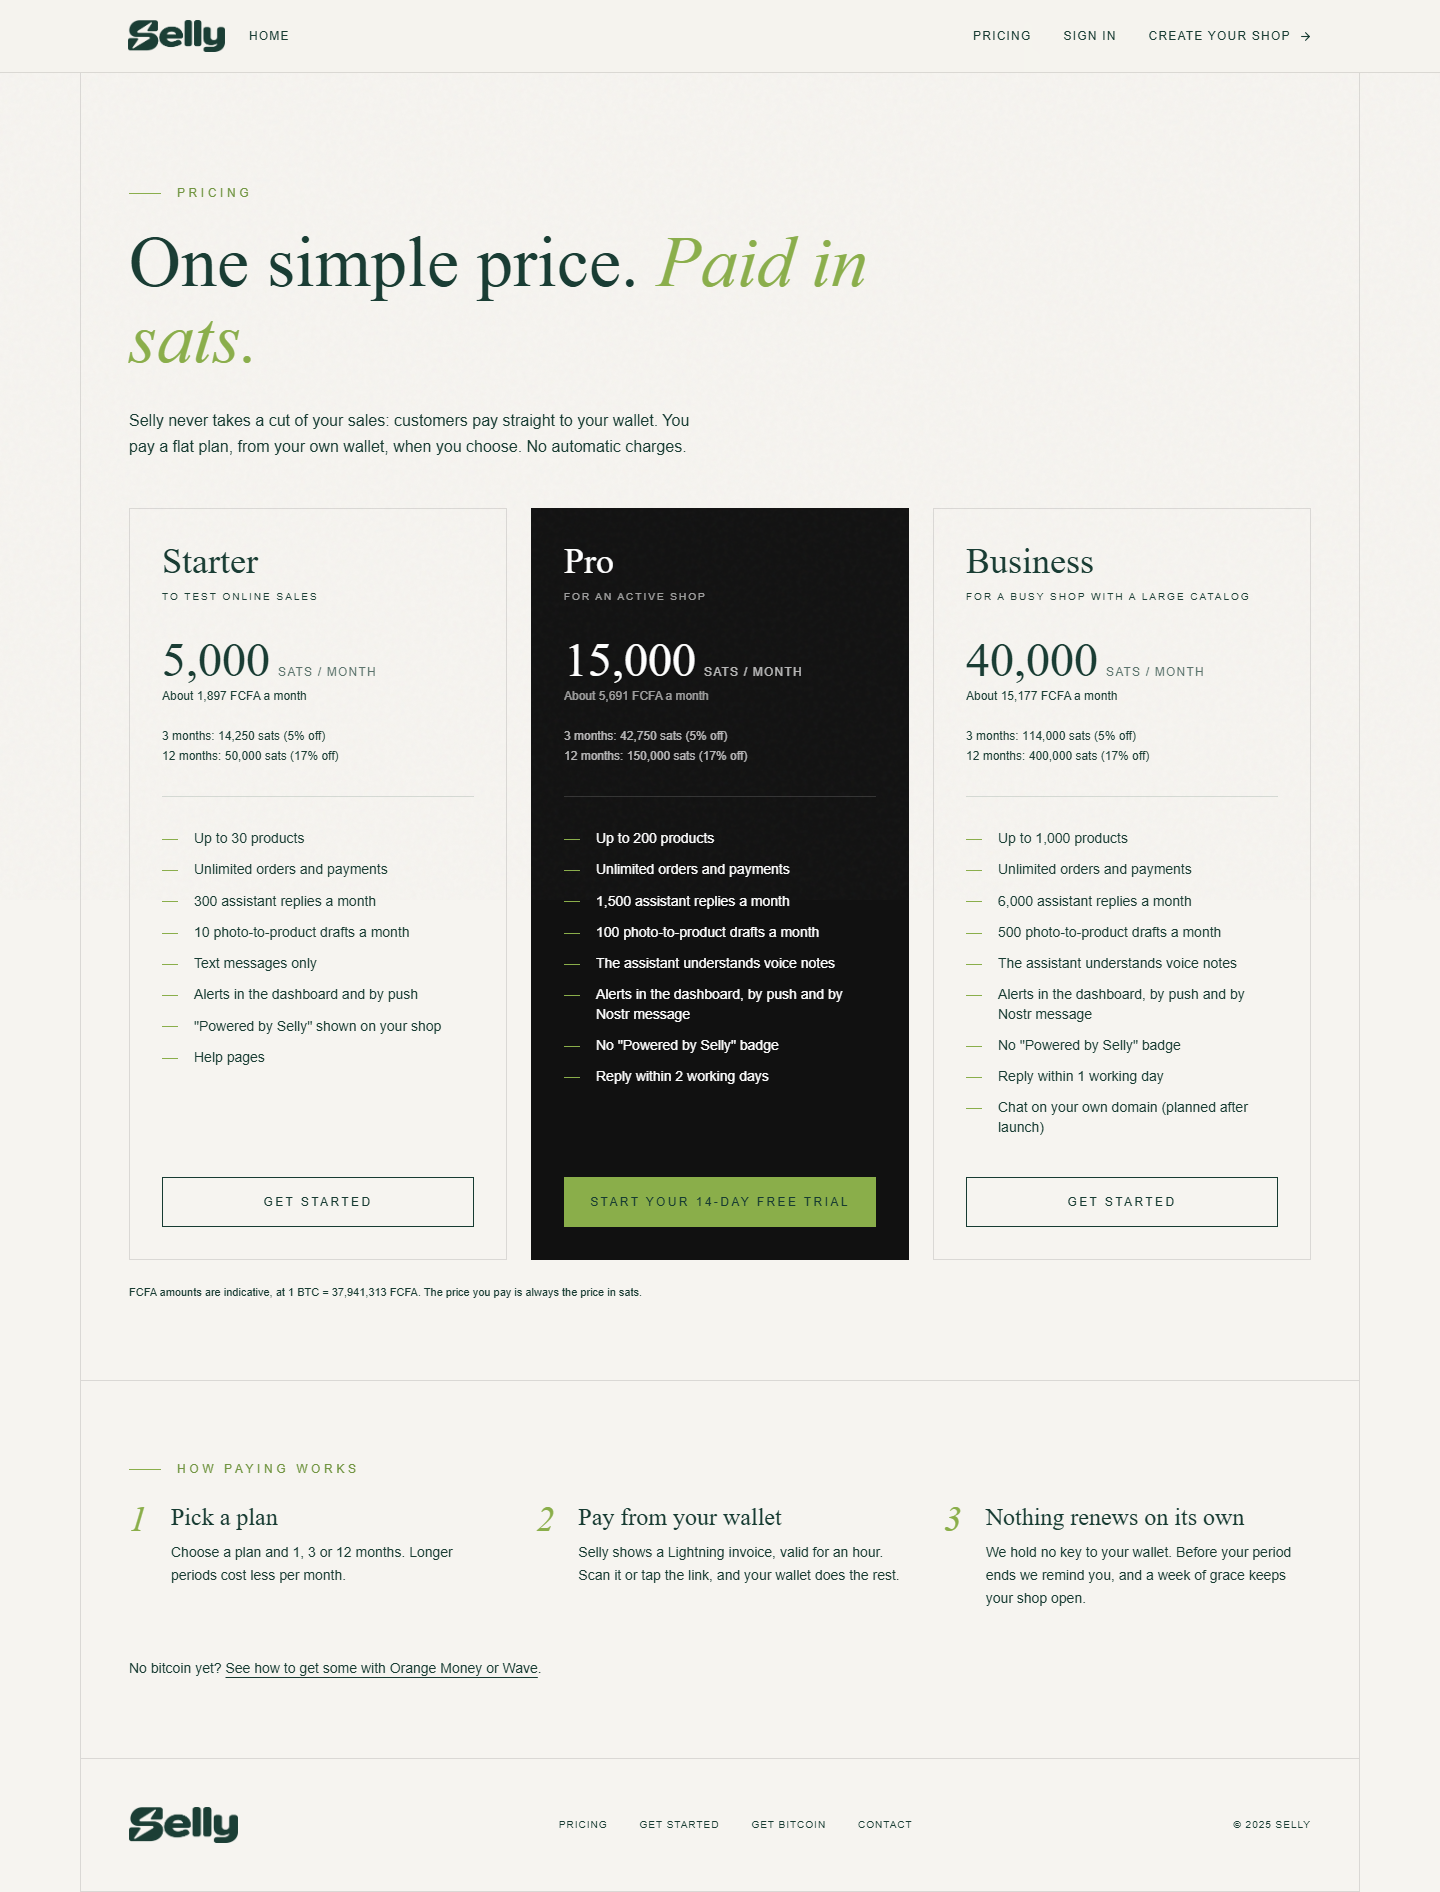 Selly
HOME
PRICING
SIGN IN
CREATE YOUR SHOP →
PRICING
One simple price. Paid in
sats.
Selly never takes a cut of your sales: customers pay straight to your wallet. You
pay a flat plan, from your own wallet, when you choose. No automatic charges.
Starter
TO TEST ONLINE SALES
5,000 SATS / MONTH
About 1,897 FCFA a month
3 months: 14,250 sats (5% off)
12 months: 50,000 sats (17% off)
Up to 30 products
Unlimited orders and payments
300 assistant replies a month
10 photo-to-product drafts a month
Text messages only
Alerts in the dashboard and by push
"Powered by Selly" shown on your shop
Help pages
GET STARTED
Pro
FOR AN ACTIVE SHOP
15,000 SATS / MONTH
About 5,691 FCFA a month
3 months: 42,750 sats (5% off)
12 months: 150,000 sats (17% off)
Up to 200 products
Unlimited orders and payments
1,500 assistant replies a month
100 photo-to-product drafts a month
The assistant understands voice notes
Alerts in the dashboard, by push and by
Nostr message
No "Powered by Selly" badge
Reply within 2 working days
START YOUR 14-DAY FREE TRIAL
Business
FOR A BUSY SHOP WITH A LARGE CATALOG
40,000 SATS / MONTH
About 15,177 FCFA a month
3 months: 114,000 sats (5% off)
12 months: 400,000 sats (17% off)
Up to 1,000 products
Unlimited orders and payments
6,000 assistant replies a month
500 photo-to-product drafts a month
The assistant understands voice notes
Alerts in the dashboard, by push and by
Nostr message
No "Powered by Selly" badge
Reply within 1 working day
Chat on your own domain (planned after
launch)
GET STARTED
FCFA amounts are indicative, at 1 BTC = 37,941,313 FCFA. The price you pay is always the price in sats.
HOW PAYING WORKS
1 Pick a plan
Choose a plan and 1, 3 or 12 months. Longer
periods cost less per month.
2 Pay from your wallet
Selly shows a Lightning invoice, valid for an hour.
Scan it or tap the link, and your wallet does the rest.
3 Nothing renews on its own
We hold no key to your wallet. Before your period
ends we remind you, and a week of grace keeps
your shop open.
No bitcoin yet? See how to get some with Orange Money or Wave.
Selly
PRICING
GET STARTED
GET BITCOIN
CONTACT
© 2025 SELLY